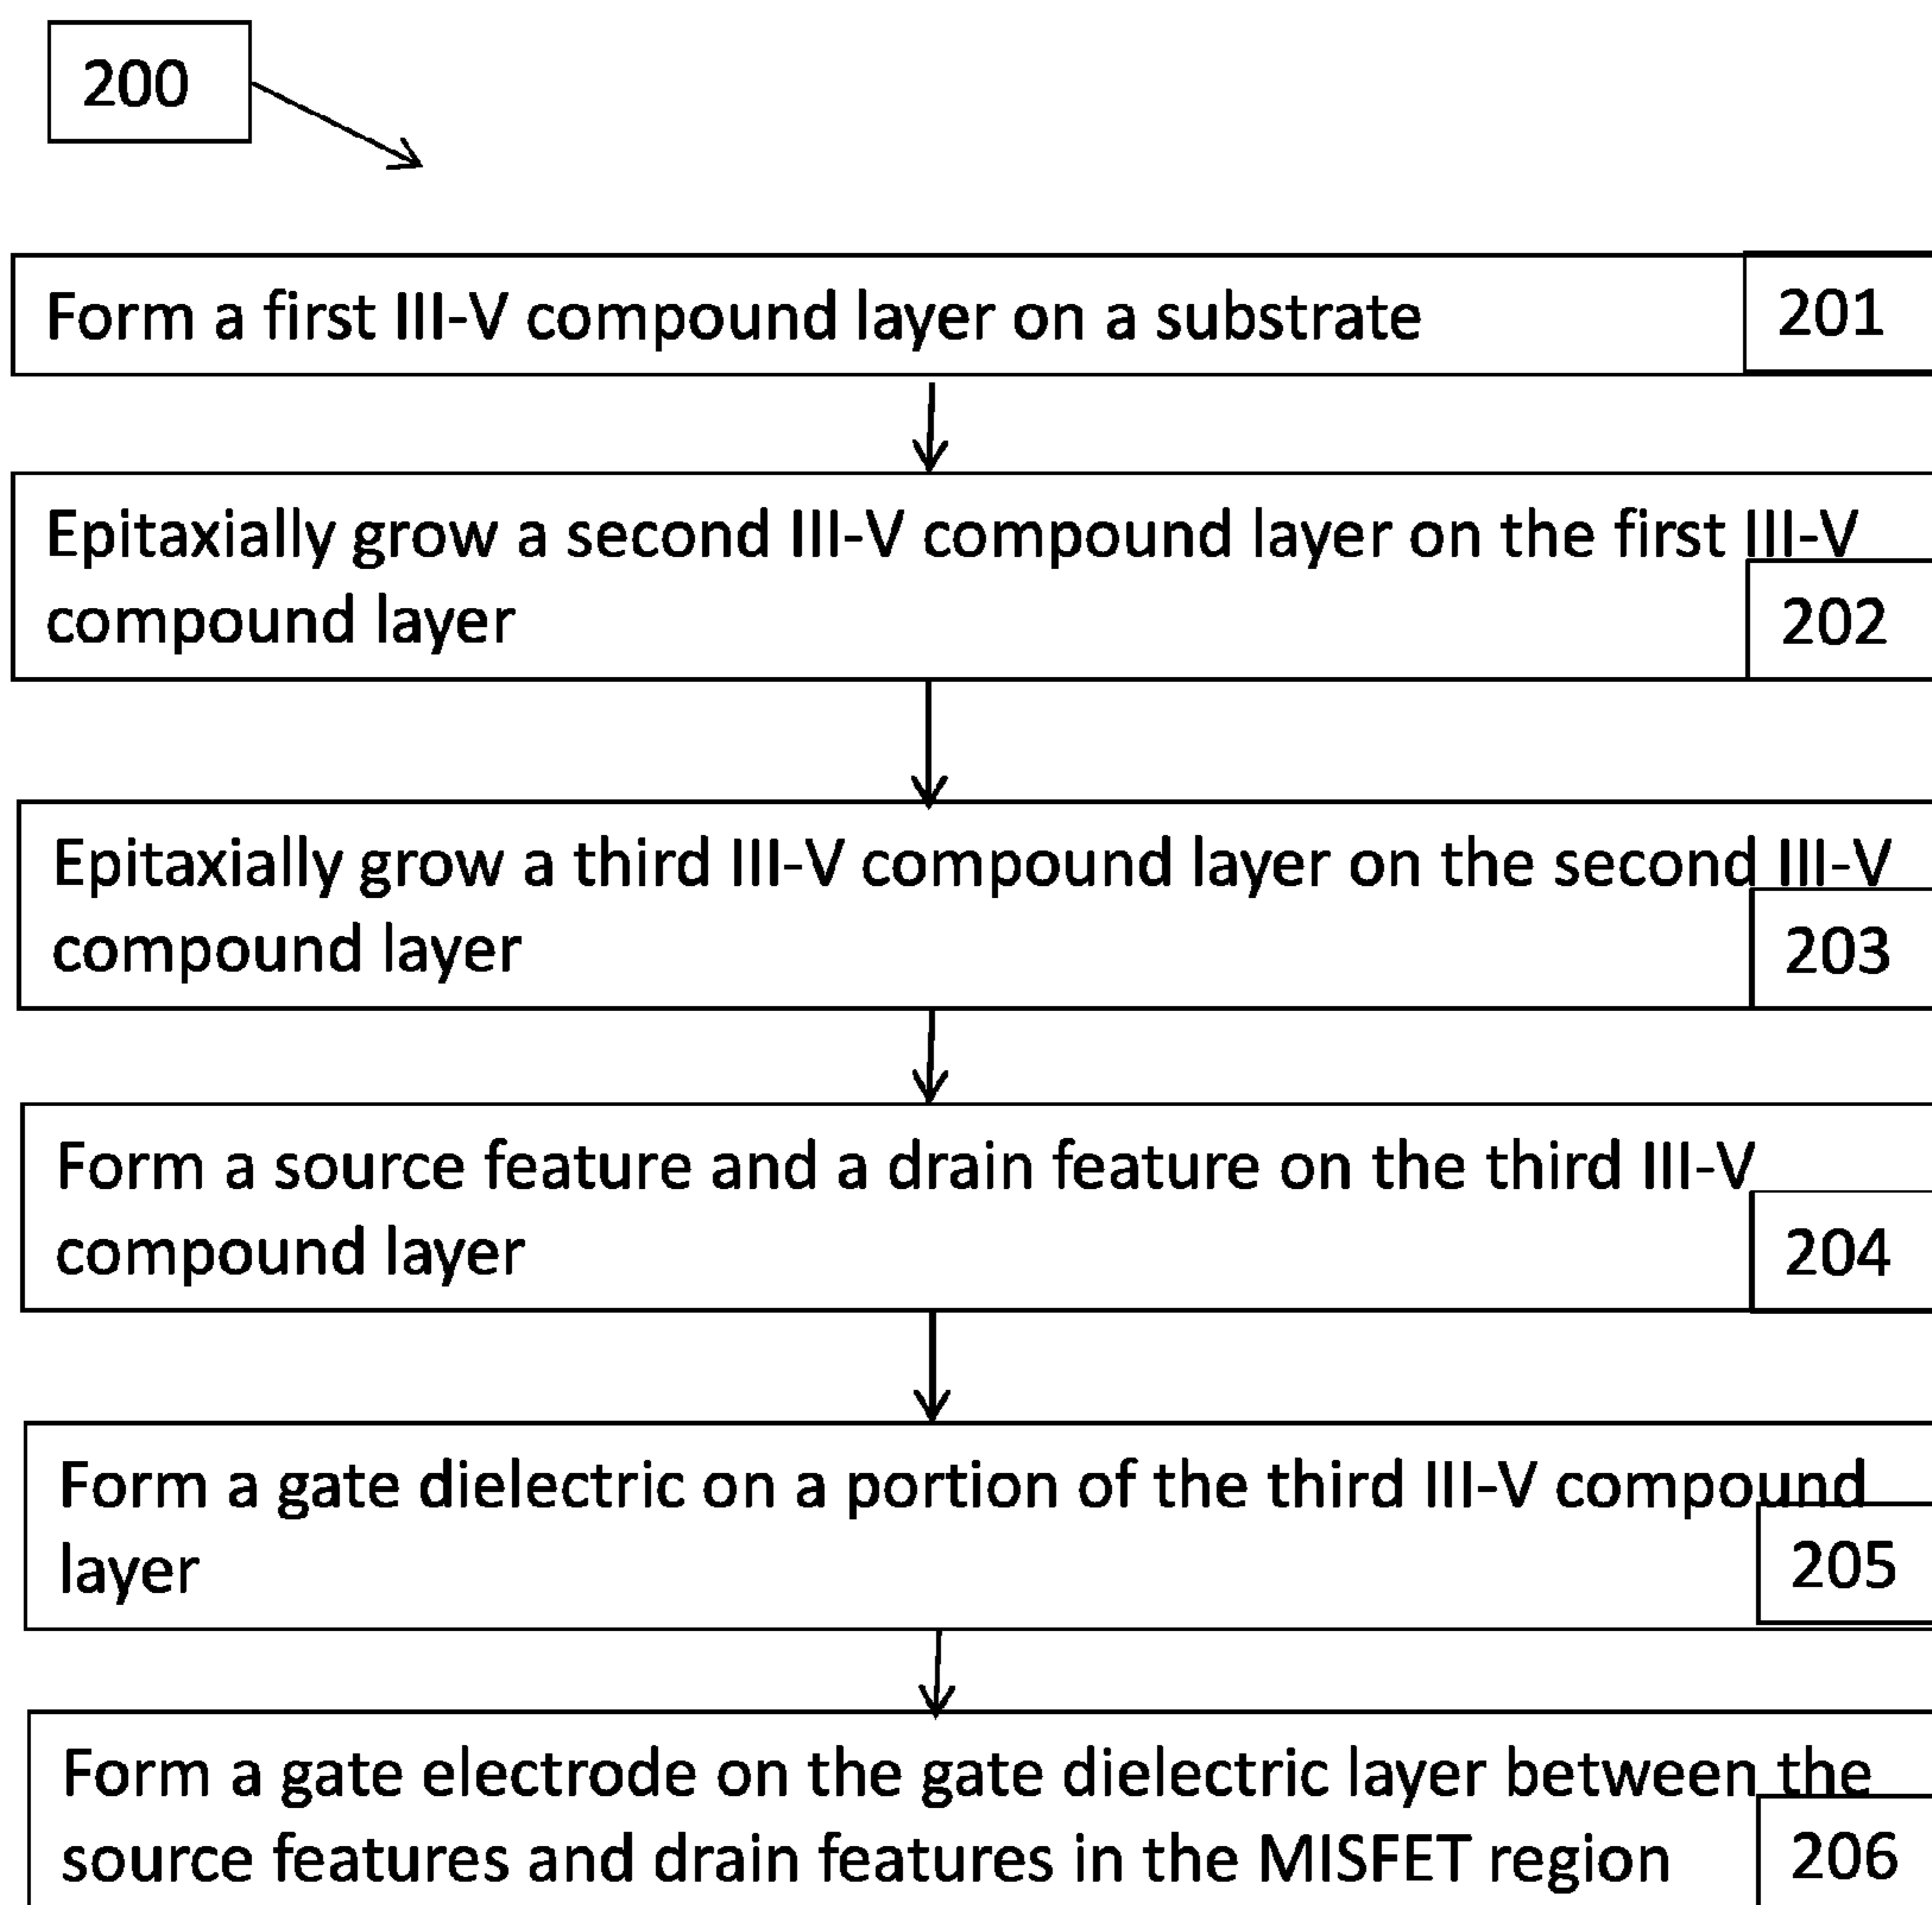 200
Form a first III-V compound layer on a substrate
201
Epitaxially grow a second III-V compound layer on the first III-V
compound layer
202
Epitaxially grow a third III-V compound layer on the second III-V
compound layer
203
Form a source feature and a drain feature on the third III-V
compound layer
204
Form a gate dielectric on a portion of the third III-V compound
layer
205
Form a gate electrode on the gate dielectric layer between the
source features and drain features in the MISFET region
206